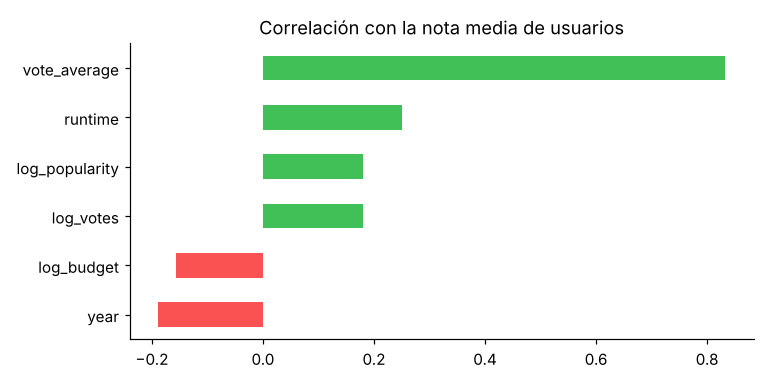 Correlación con la nota media de usuarios
vote_average
runtime
log_popularity
log_votes
log_budget
year
−0.2 0.0 0.2 0.4 0.6 0.8